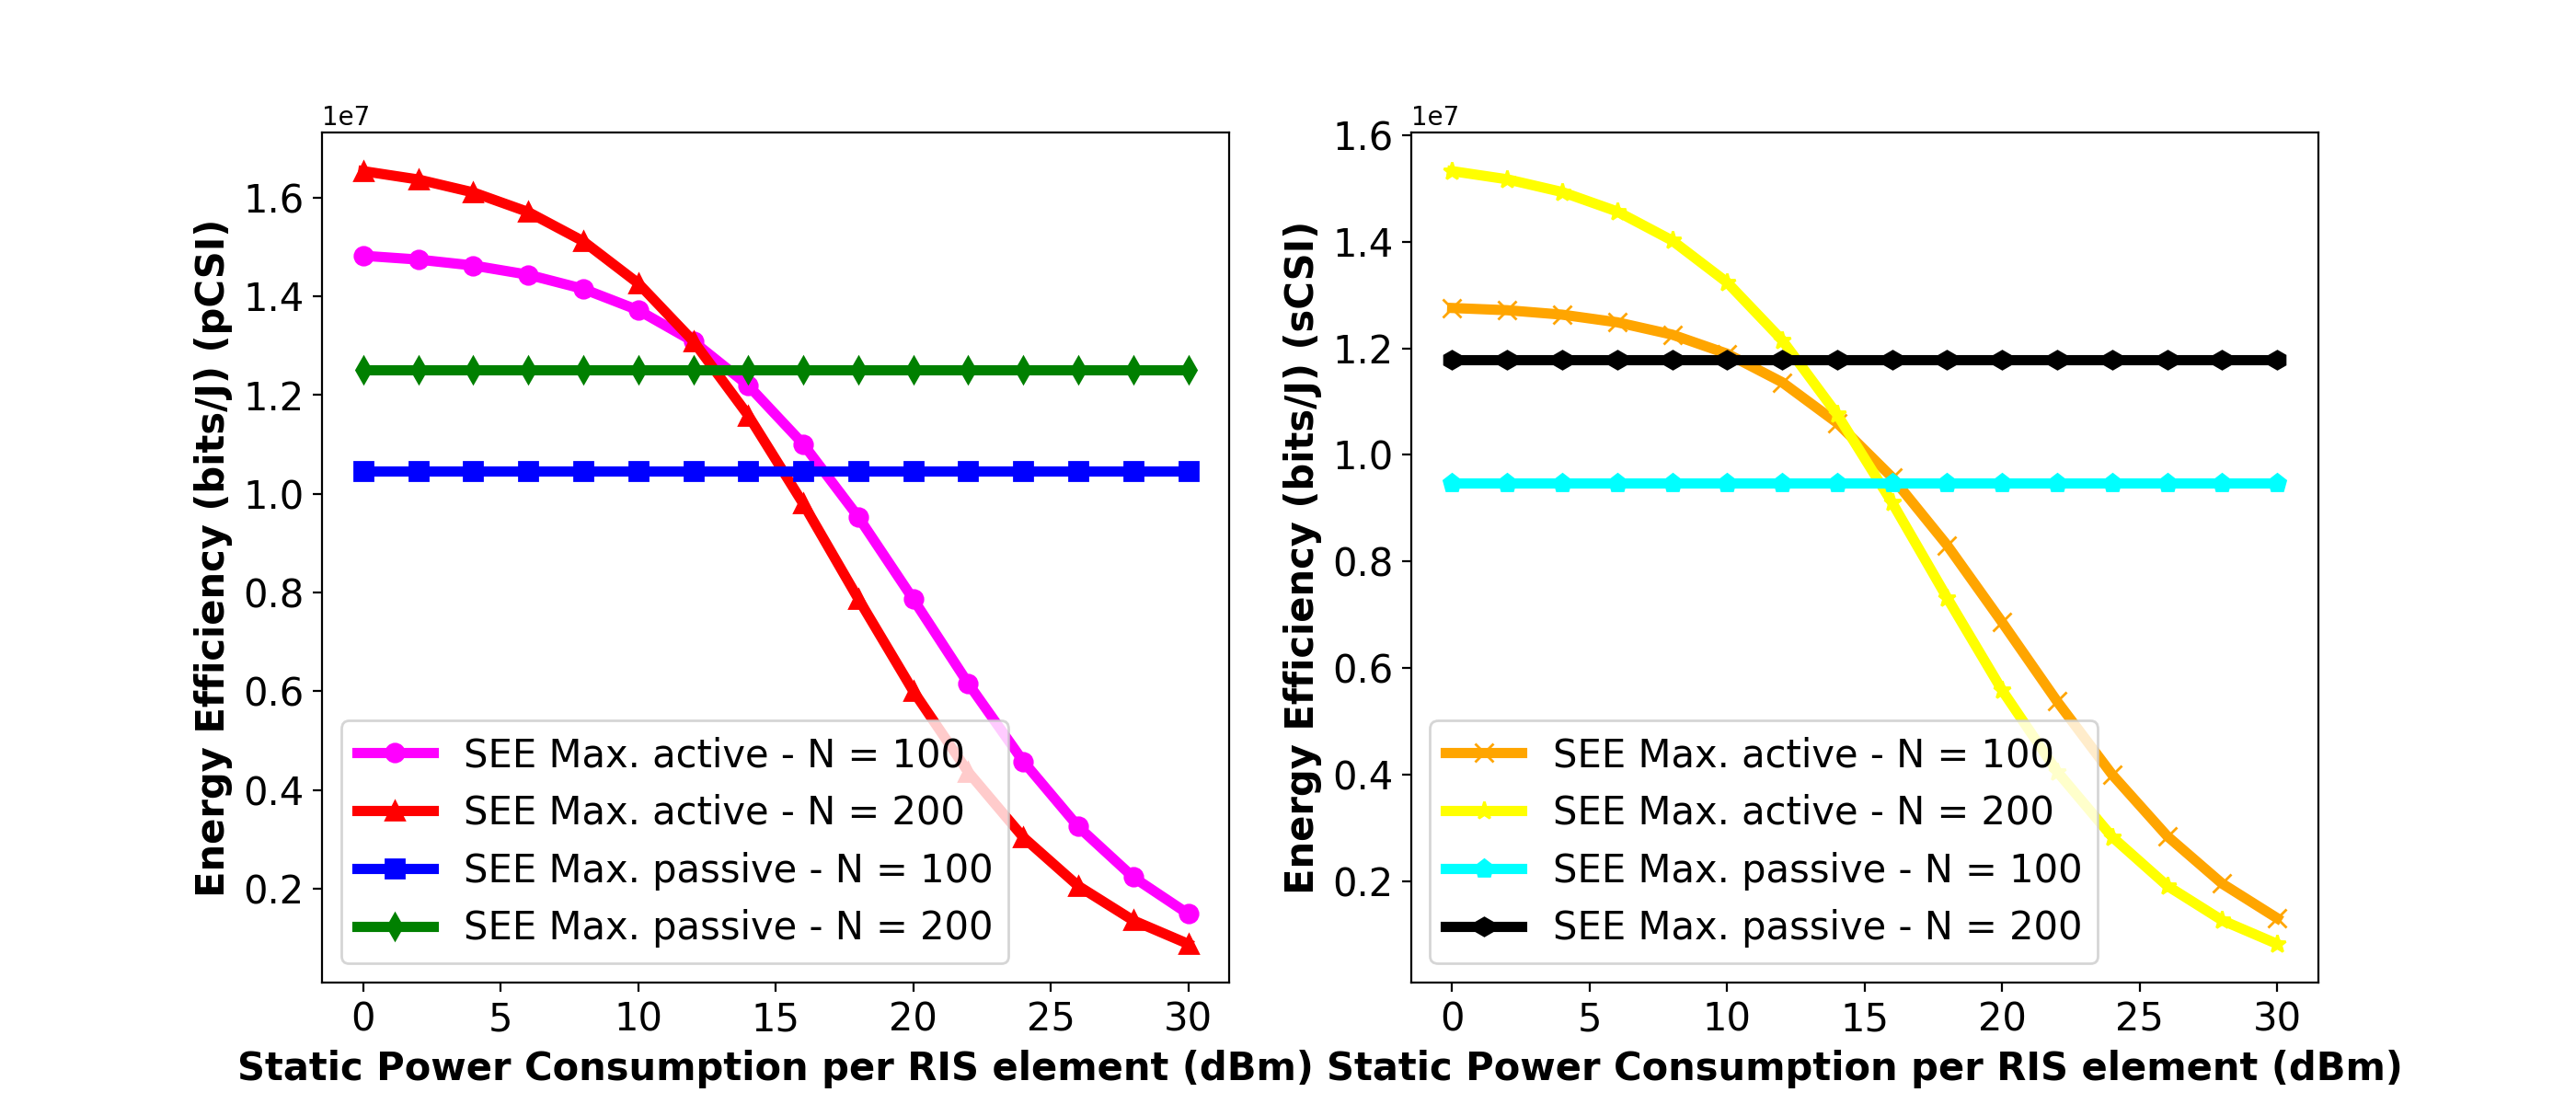 1e7
Energy Efficiency (bits/J) (pCSI)
1.6
1.4
1.2
1.0
0.8
0.6
0.4
0.2
SEE Max. active - N = 100
SEE Max. active - N = 200
SEE Max. passive - N = 100
SEE Max. passive - N = 200
0 5 10 15 20 25 30
Static Power Consumption per RIS element (dBm)
1e7
Energy Efficiency (bits/J) (sCSI)
1.6
1.4
1.2
1.0
0.8
0.6
0.4
0.2
SEE Max. active - N = 100
SEE Max. active - N = 200
SEE Max. passive - N = 100
SEE Max. passive - N = 200
0 5 10 15 20 25 30
Static Power Consumption per RIS element (dBm)